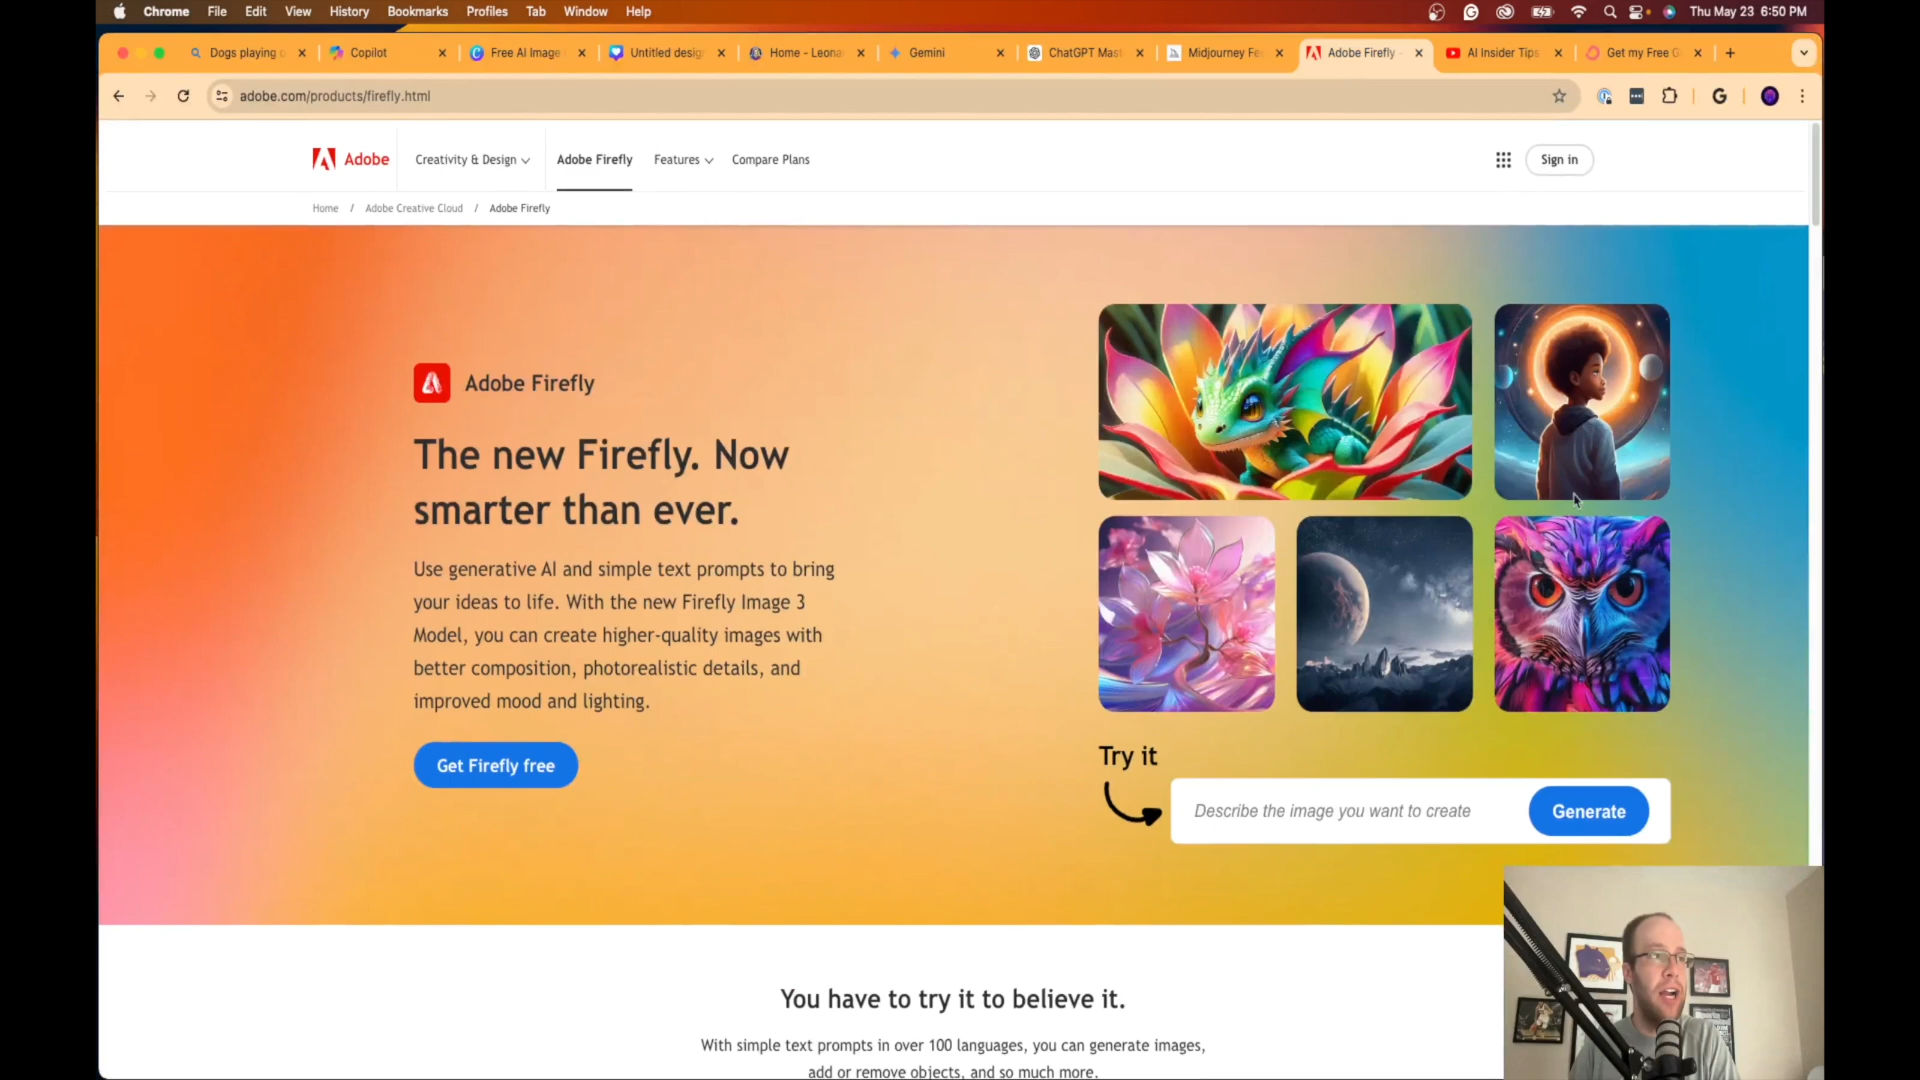 Chrome File Edit View History Bookmarks Profiles Tab Window Help Thu May 23 6:50 PM
Dogs playing Copilot Free AI Image Untitled desig Home - Leona Gemini ChatGPT Mast Midjourney Fe Adobe Firefly AI Insider Tips Get my Free G
adobe.com/products/firefly.html
Adobe Creativity & Design Adobe Firefly Features Compare Plans Sign in
Home / Adobe Creative Cloud / Adobe Firefly
Adobe Firefly
The new Firefly. Now
smarter than ever.
Use generative AI and simple text prompts to bring
your ideas to life. With the new Firefly Image 3
Model, you can create higher-quality images with
better composition, photorealistic details, and
improved mood and lighting.
Get Firefly free
Try it
Describe the image you want to create Generate
You have to try it to believe it.
With simple text prompts in over 100 languages, you can generate images,
add or remove objects, and so much more.